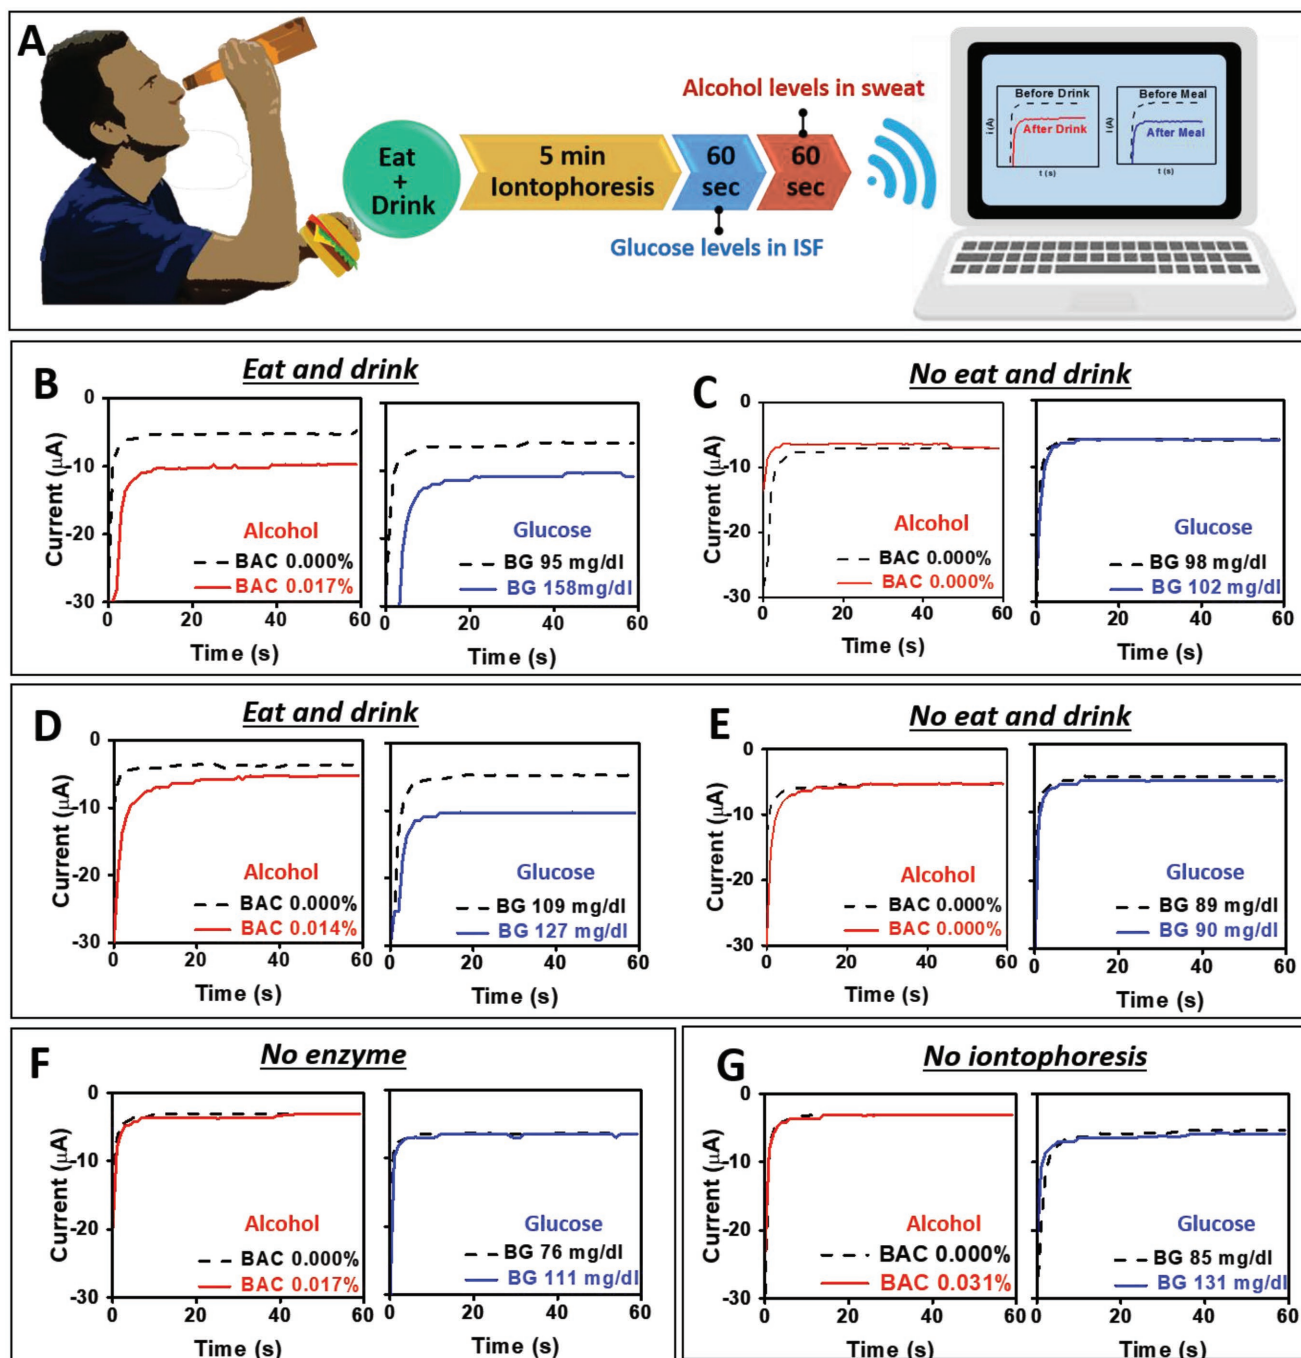 A
Eat
+
Drink
5 min
Iontophoresis
60
sec
60
sec
Alcohol levels in sweat
Glucose levels in ISF
Before Drink
After Drink
i (A)
t (s)
Before Meal
After Meal
i (A)
t (s)
B
Eat and drink
Current (μA)
0
-10
-20
-30
Alcohol
BAC 0.000%
BAC 0.017%
0 20 40 60
Time (s)
Glucose
BG 95 mg/dl
BG 158mg/dl
20 40 60
Time (s)
C
No eat and drink
Current (μA)
0
-10
-20
-30
Alcohol
BAC 0.000%
BAC 0.000%
0 20 40 60
Time (s)
Glucose
BG 98 mg/dl
BG 102 mg/dl
0 20 40 60
Time (s)
D
Eat and drink
Current (μA)
0
-10
-20
-30
Alcohol
BAC 0.000%
BAC 0.014%
0 20 40 60
Time (s)
Glucose
BG 109 mg/dl
BG 127 mg/dl
0 20 40 60
Time (s)
E
No eat and drink
Current (μA)
0
-10
-20
-30
Alcohol
BAC 0.000%
BAC 0.000%
0 20 40 60
Time (s)
Glucose
BG 89 mg/dl
BG 90 mg/dl
0 20 40 60
Time (s)
F
No enzyme
Current (μA)
0
-10
-20
-30
Alcohol
BAC 0.000%
BAC 0.017%
0 20 40 60
Time (s)
Glucose
BG 76 mg/dl
BG 111 mg/dl
0 20 40 60
Time (s)
G
No iontophoresis
Current (μA)
0
-10
-20
-30
Alcohol
BAC 0.000%
BAC 0.031%
0 20 40 60
Time (s)
Glucose
BG 85 mg/dl
BG 131 mg/dl
0 20 40 60
Time (s)